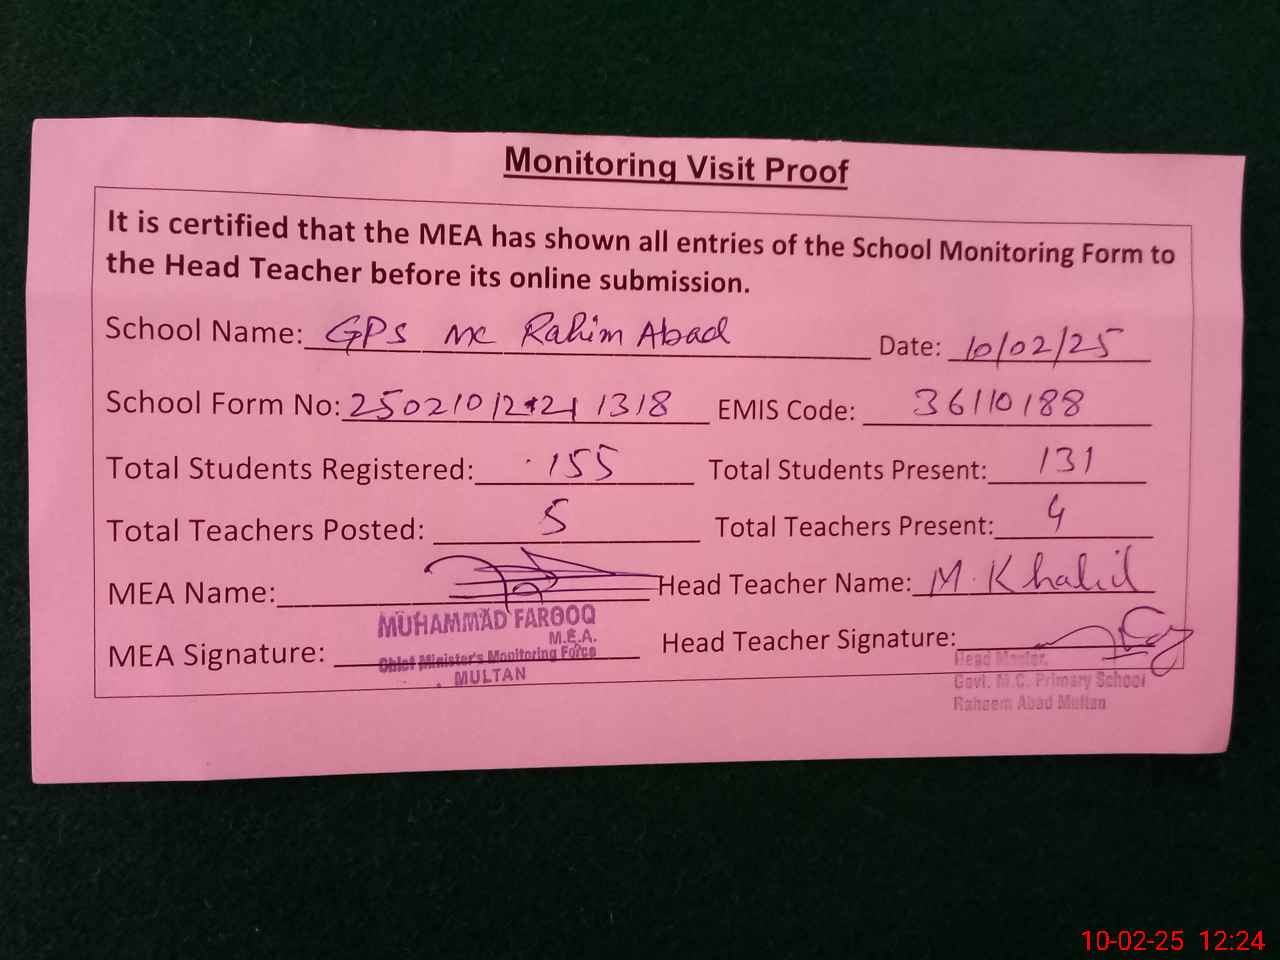 Monitoring Visit Proof
It is certified that the MEA has shown all entries of the School Monitoring Form to
the Head Teacher before its online submission.
School Name: GPS MC Rahim Abad Date: 10/02/25
School Form No: EMIS Code: 36110188
Total Students Registered: 155 Total Students Present: 131
Total Teachers Posted: 5 Total Teachers Present: 4
MEA Name: Head Teacher Name: M. Khalid
MUHAMMAD FAROOQ
M.E.A.
MEA Signature: Head Teacher Signature:
Chief Minister's Monitoring Force
MULTAN
Head Master,
Govt. M.C. Primary School
Raheem Abad Multan
10-02-25 12:24